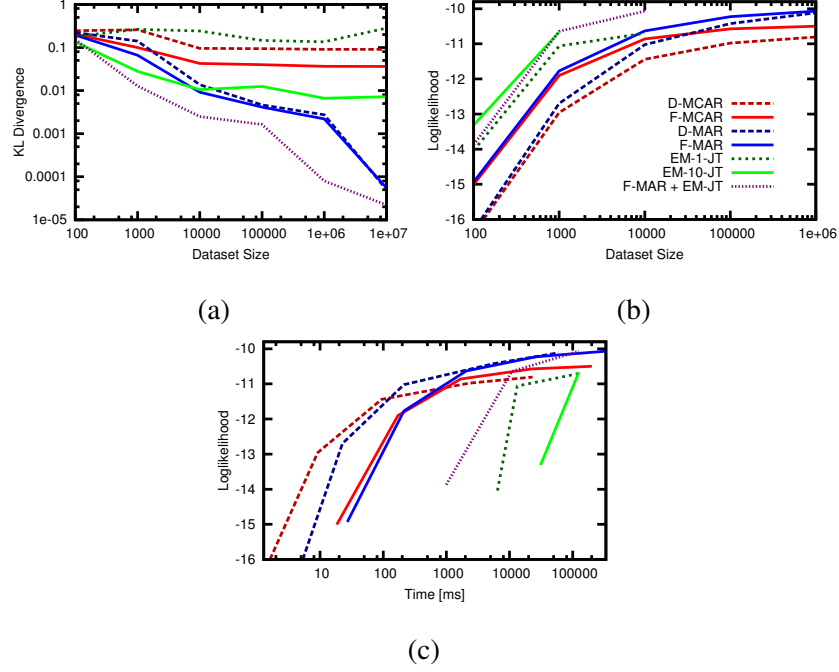 1
0.1
0.01
0.001
0.0001
1e-05
KL Divergence
100 1000 10000 100000 1e+06 1e+07
Dataset Size
(a)
-10
-11
-12
-13
-14
-15
-16
Loglikelihood
D-MCAR
F-MCAR
D-MAR
F-MAR
EM-1-JT
EM-10-JT
F-MAR + EM-JT
100 1000 10000 100000 1e+06
Dataset Size
(b)
-10
-11
-12
-13
-14
-15
-16
Loglikelihood
10 100 1000 10000 100000
Time [ms]
(c)